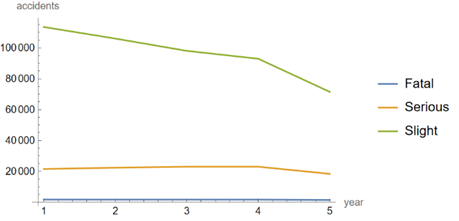 accidents
100 000
80 000
60 000
40 000
20 000
1 2 3 4 5 year
Fatal
Serious
Slight